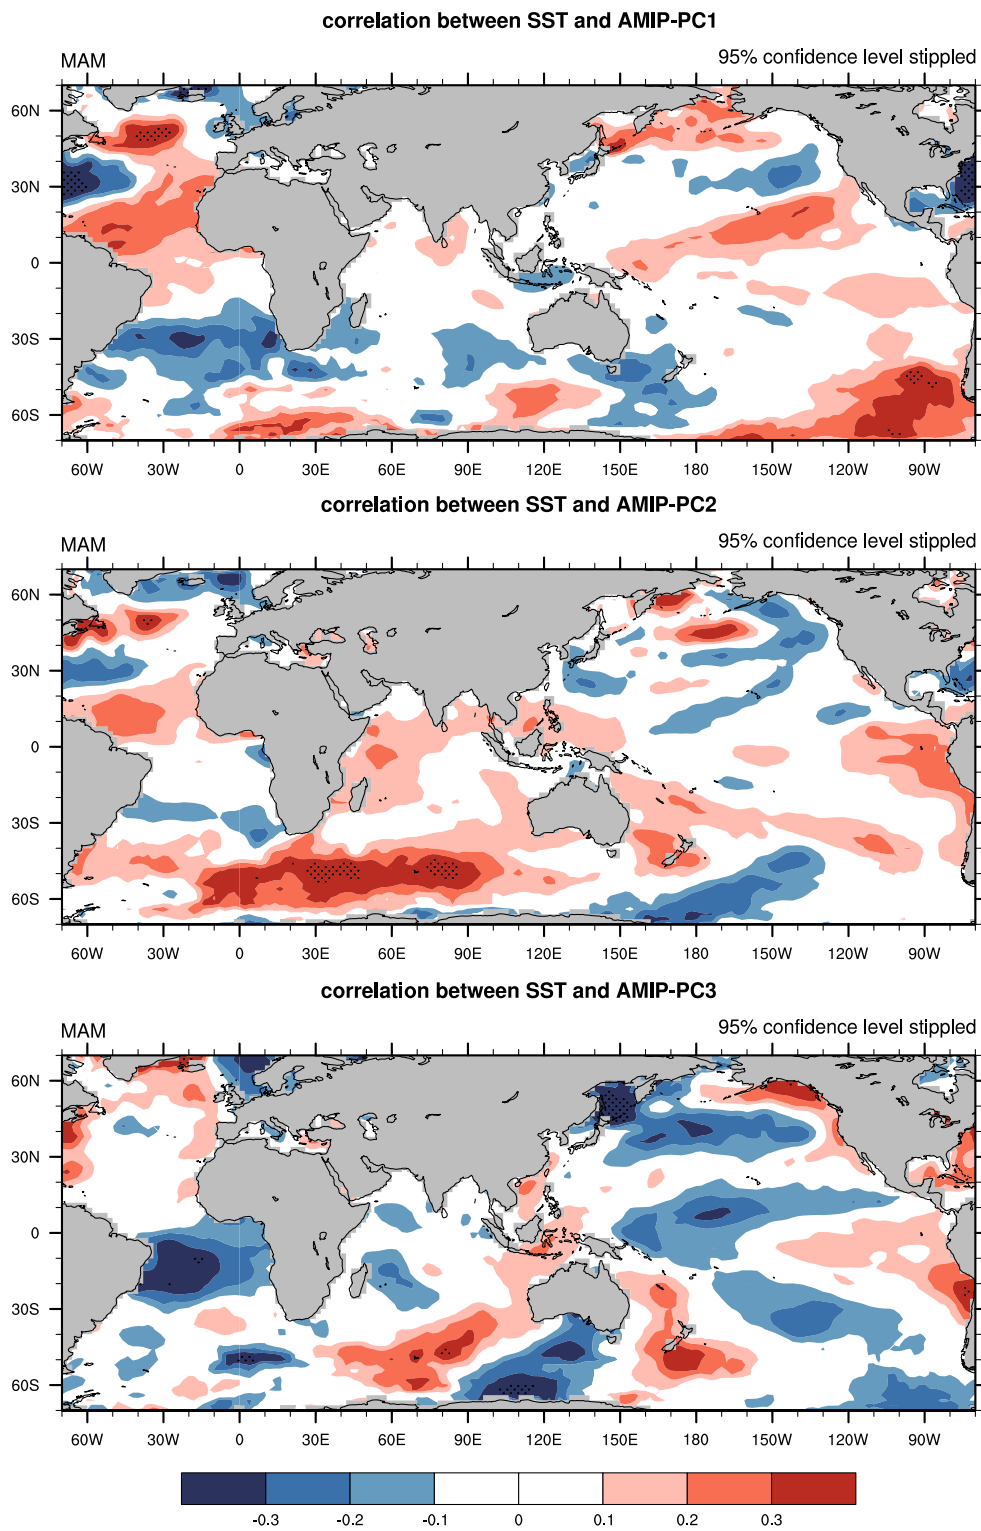 correlation between SST and AMIP-PC1
MAM 95% confidence level stippled
60N
30N
0
30S
60S
60W 30W 0 30E 60E 90E 120E 150E 180 150W 120W 90W
correlation between SST and AMIP-PC2
MAM 95% confidence level stippled
60N
30N
0
30S
60S
60W 30W 0 30E 60E 90E 120E 150E 180 150W 120W 90W
correlation between SST and AMIP-PC3
MAM 95% confidence level stippled
60N
30N
0
30S
60S
60W 30W 0 30E 60E 90E 120E 150E 180 150W 120W 90W
-0.3 -0.2 -0.1 0 0.1 0.2 0.3